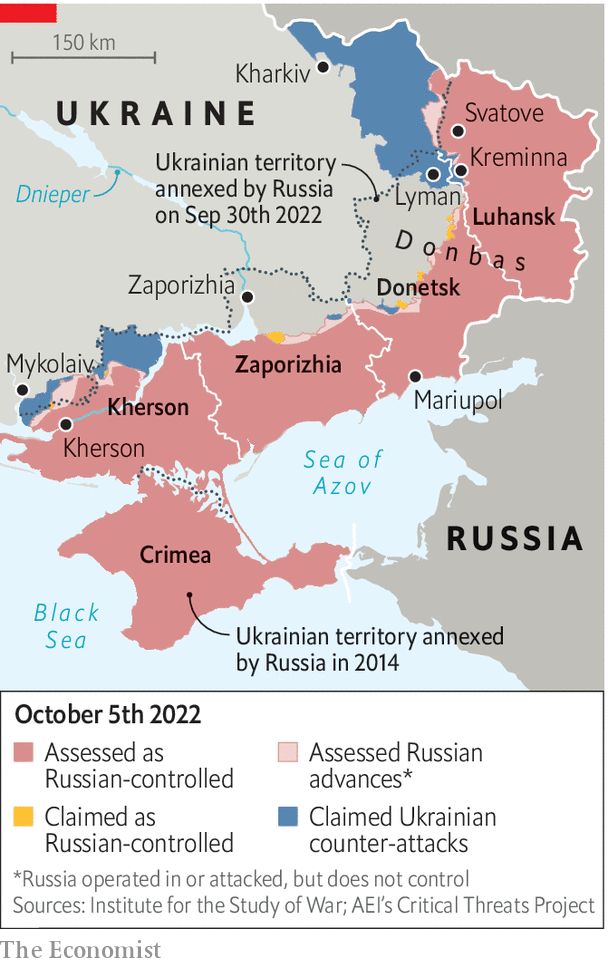 150 km
Kharkiv
UKRAINE
Svatove
Ukrainian territory
annexed by Russia
on Sep 30th 2022
Kreminna
Dnieper
Lyman
Luhansk
Donbas
Zaporizhia
Donetsk
Mykolaiv
Zaporizhia
Mariupol
Kherson
Kherson
Sea of
Azov
RUSSIA
Crimea
Black
Sea
Ukrainian territory annexed
by Russia in 2014
October 5th 2022
Assessed as
Russian-controlled
Assessed Russian
advances*
Claimed as
Russian-controlled
Claimed Ukrainian
counter-attacks
*Russia operated in or attacked, but does not control
Sources: Institute for the Study of War; AEI's Critical Threats Project
The Economist